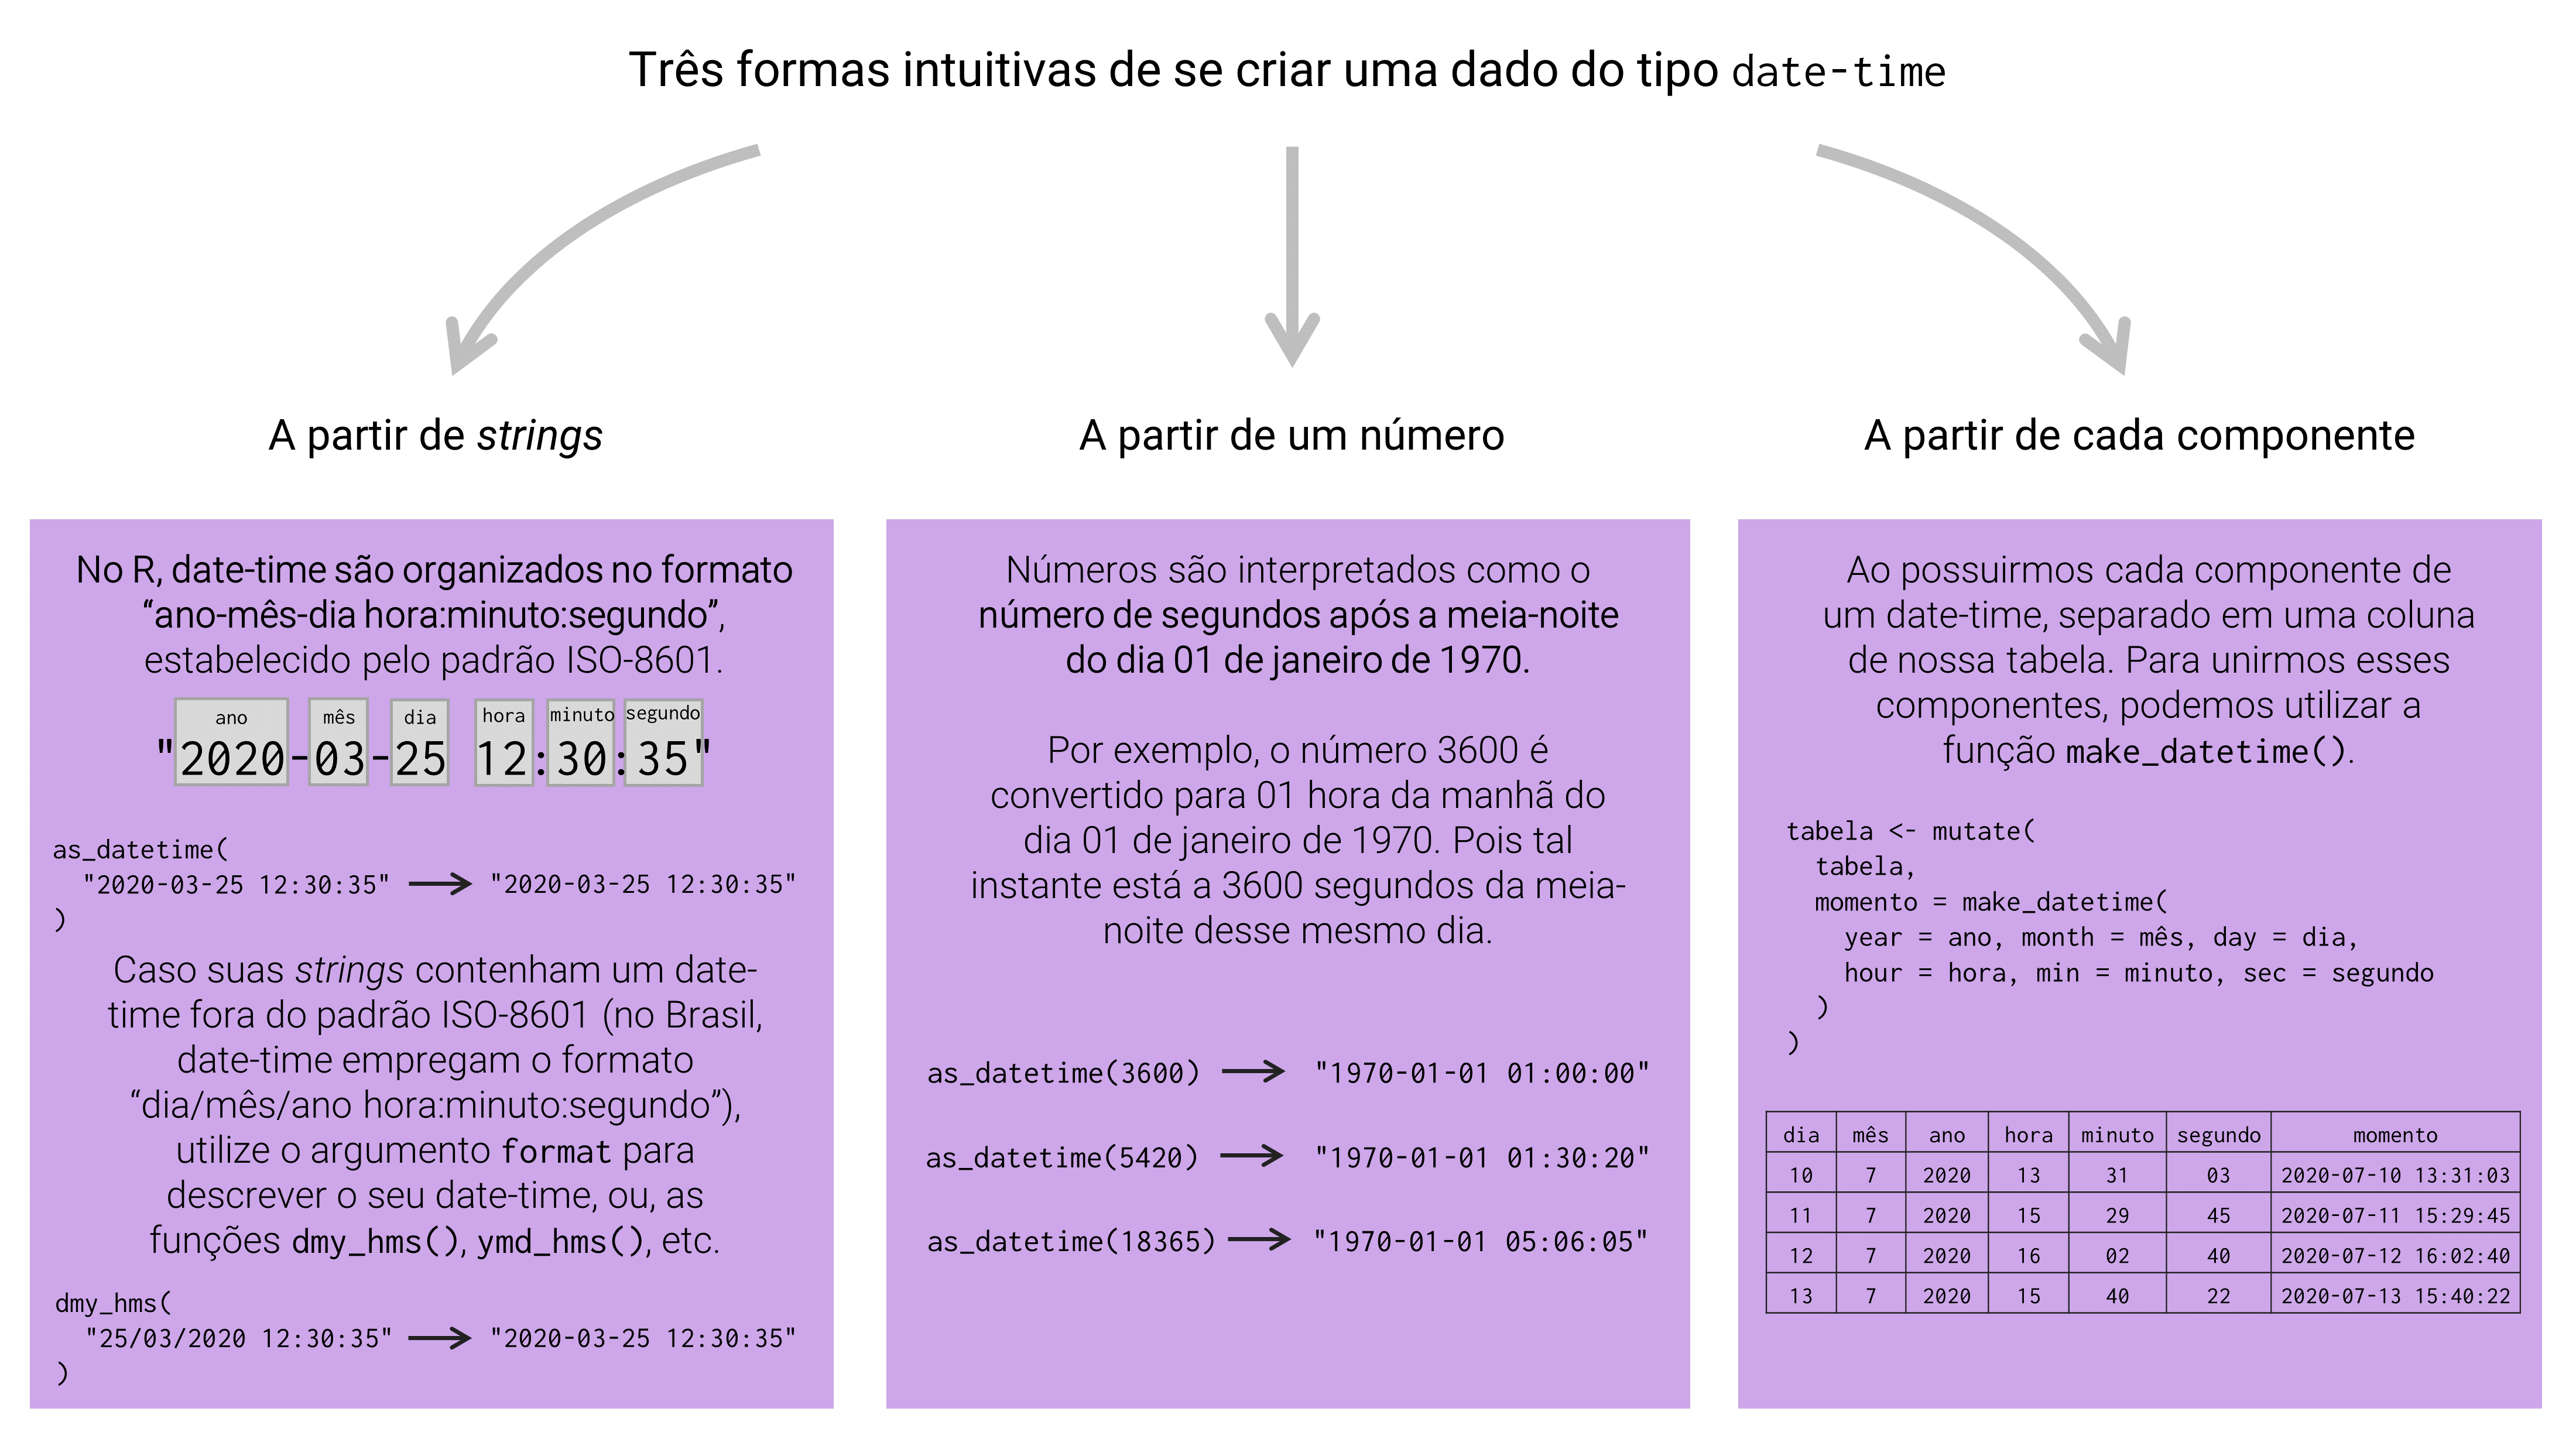 Três formas intuitivas de se criar uma dado do tipo date-time
A partir de strings
No R, date-time são organizados no formato
“ano-mês-dia hora:minuto:segundo”,
estabelecido pelo padrão ISO-8601.
ano mês dia hora minuto segundo
"2020-03-25 12:30:35"
as_datetime(
"2020-03-25 12:30:35" → "2020-03-25 12:30:35"
)
Caso suas strings contenham um date-
time fora do padrão ISO-8601 (no Brasil,
date-time empregam o formato
“dia/mês/ano hora:minuto:segundo”),
utilize o argumento format para
descrever o seu date-time, ou, as
funções dmy_hms(), ymd_hms(), etc.
dmy_hms(
"25/03/2020 12:30:35" → "2020-03-25 12:30:35"
)
A partir de um número
Números são interpretados como o
número de segundos após a meia-noite
do dia 01 de janeiro de 1970.
Por exemplo, o número 3600 é
convertido para 01 hora da manhã do
dia 01 de janeiro de 1970. Pois tal
instante está a 3600 segundos da meia-
noite desse mesmo dia.
as_datetime(3600) → "1970-01-01 01:00:00"
as_datetime(5420) → "1970-01-01 01:30:20"
as_datetime(18365) → "1970-01-01 05:06:05"
A partir de cada componente
Ao possuirmos cada componente de
um date-time, separado em uma coluna
de nossa tabela. Para unirmos esses
componentes, podemos utilizar a
função make_datetime().
tabela <- mutate(
tabela,
momento = make_datetime(
year = ano, month = mês, day = dia,
hour = hora, min = minuto, sec = segundo
)
)
dia mês ano hora minuto segundo momento
10 7 2020 13 31 03 2020-07-10 13:31:03
11 7 2020 15 29 45 2020-07-11 15:29:45
12 7 2020 16 02 40 2020-07-12 16:02:40
13 7 2020 15 40 22 2020-07-13 15:40:22